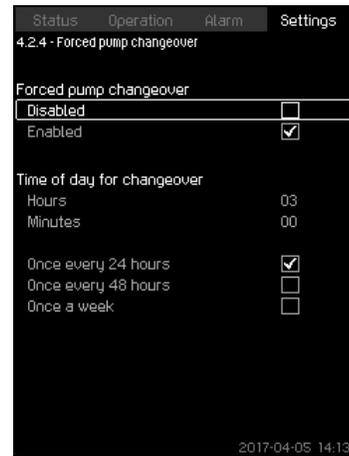 Status Operation Alarm Settings
4.2.4 - Forced pump changeover
Forced pump changeover
Disabled
Enabled
Time of day for changeover
Hours 03
Minutes 00
Once every 24 hours
Once every 48 hours
Once a week
2017-04-05 14:13